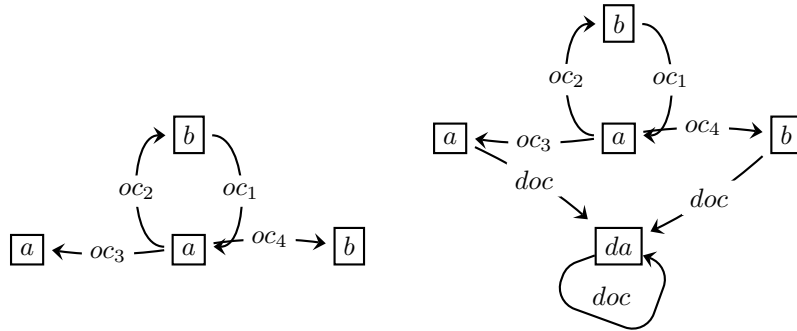 b
oc₂ oc₁
a oc₃ a oc₄ b
b
oc₂ oc₁
a oc₃ a oc₄ b
doc doc
da
doc